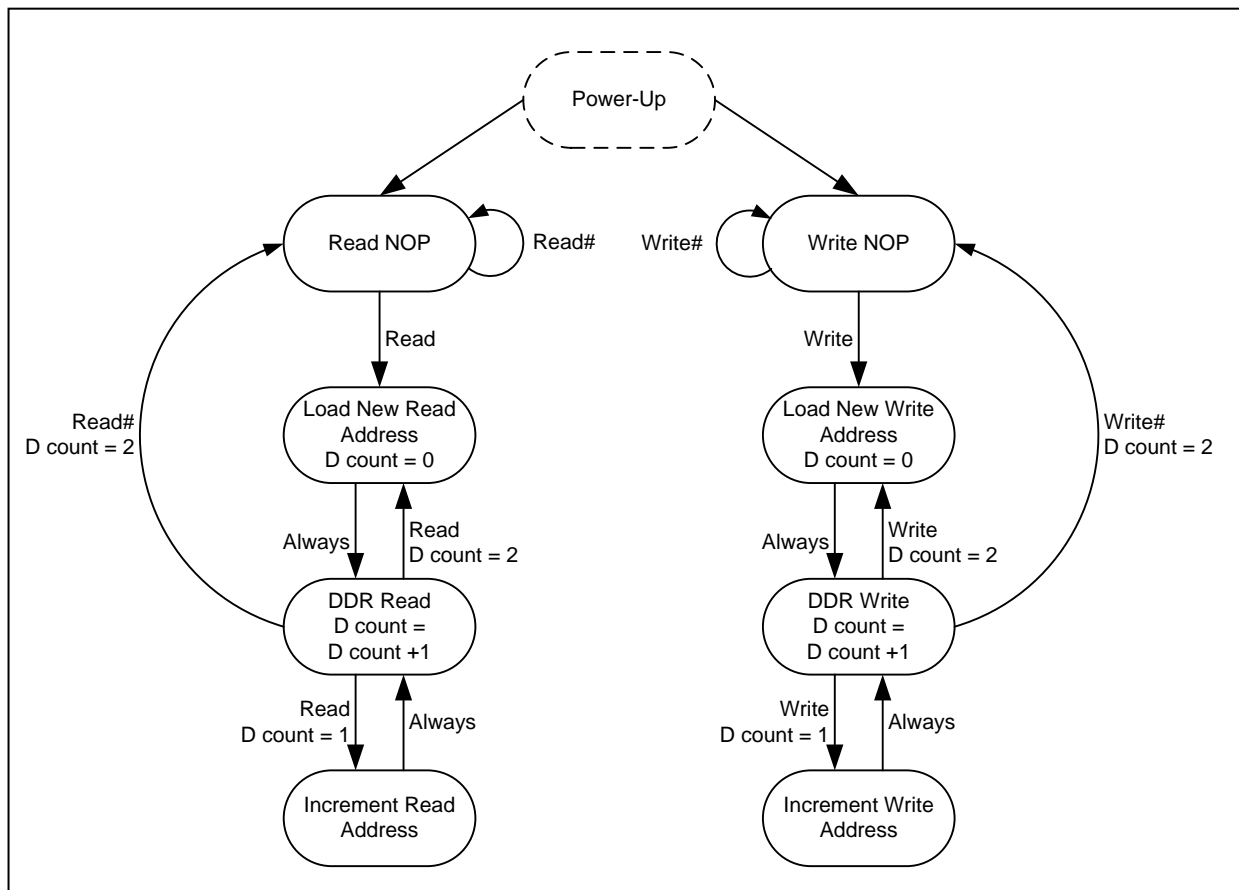 Power-Up
Read NOP
Read#
Write#
Write NOP
Read
Write
Load New Read
Address
D count = 0
Load New Write
Address
D count = 0
Read#
D count = 2
Write#
D count = 2
Always
Read
D count = 2
Always
Write
D count = 2
DDR Read
D count =
D count +1
DDR Write
D count =
D count +1
Read
D count = 1
Always
Write
D count = 1
Always
Increment Read
Address
Increment Write
Address